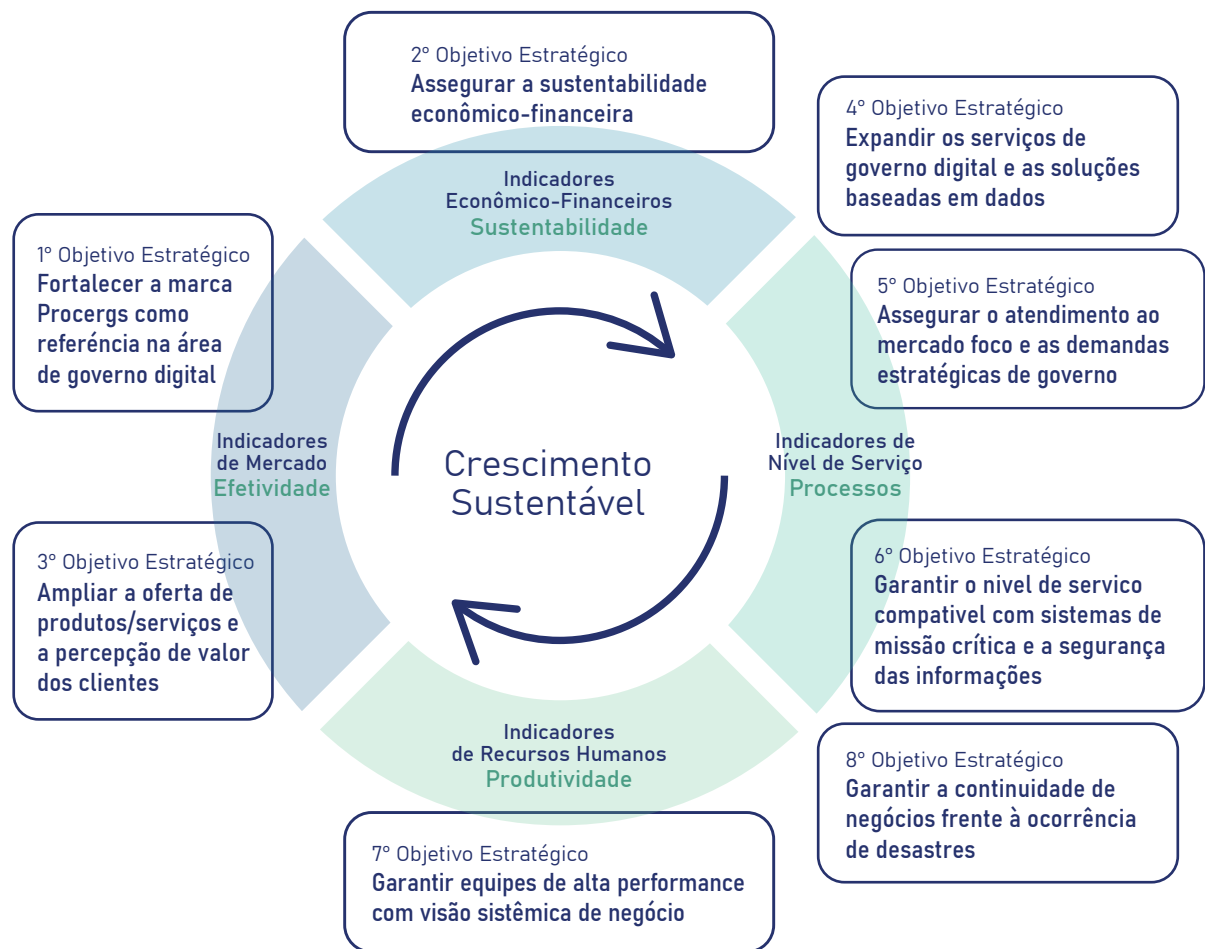 2º Objetivo Estratégico
Assegurar a sustentabilidade
econômico-financeira
4º Objetivo Estratégico
Expandir os serviços de
governo digital e as soluções
baseadas em dados
Indicadores
Econômico-Financeiros
Sustentabilidade
1º Objetivo Estratégico
Fortalecer a marca
Procergs como
referéncia na área
de governo digital
5º Objetivo Estratégico
Assegurar o atendimento ao
mercado foco e as demandas
estratégicas de governo
Indicadores
de Mercado
Efetividade
Crescimento
Sustentável
Indicadores de
Nível de Serviço
Processos
3º Objetivo Estratégico
Ampliar a oferta de
produtos/serviços e
a percepção de valor
dos clientes
6º Objetivo Estratégico
Garantir o nivel de servico
compativel com sistemas de
missão crítica e a segurança
das informações
Indicadores
de Recursos Humanos
Produtividade
8º Objetivo Estratégico
Garantir a continuidade de
negócios frente à ocorrência
de desastres
7º Objetivo Estratégico
Garantir equipes de alta performance
com visão sistêmica de negócio